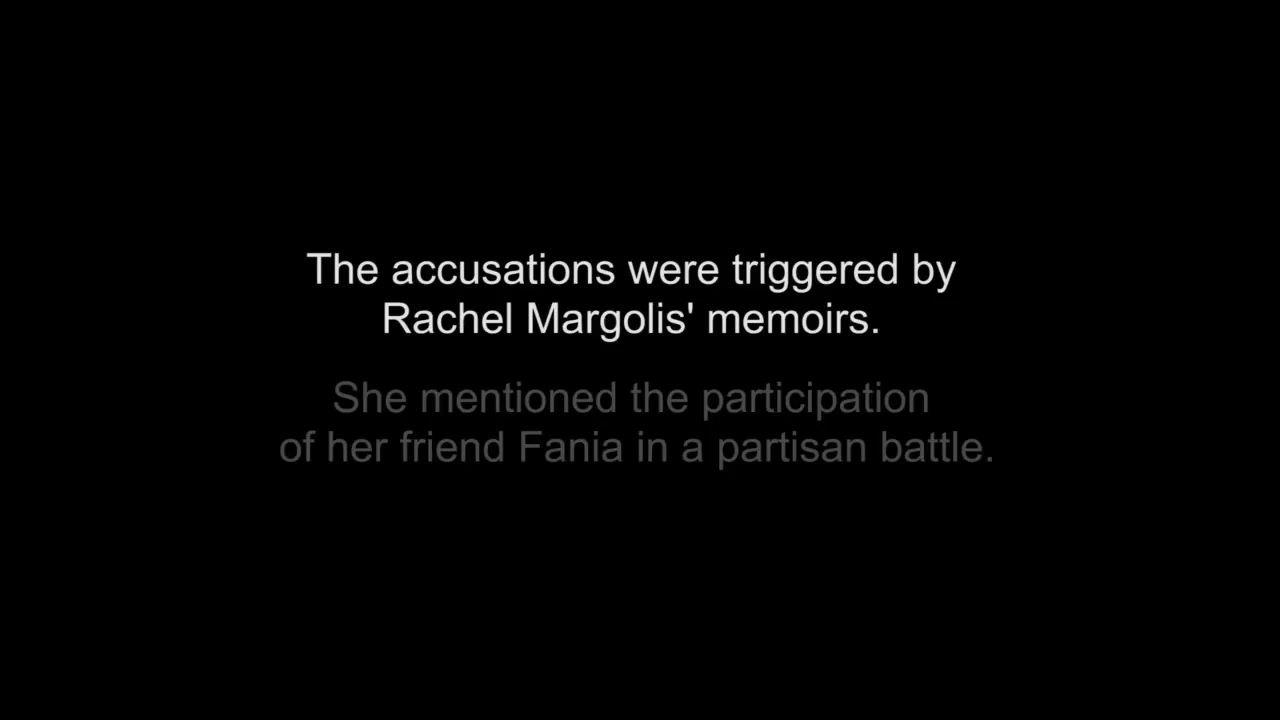 The accusations were triggered by
Rachel Margolis' memoirs.
She mentioned the participation
of her friend Fania in a partisan battle.